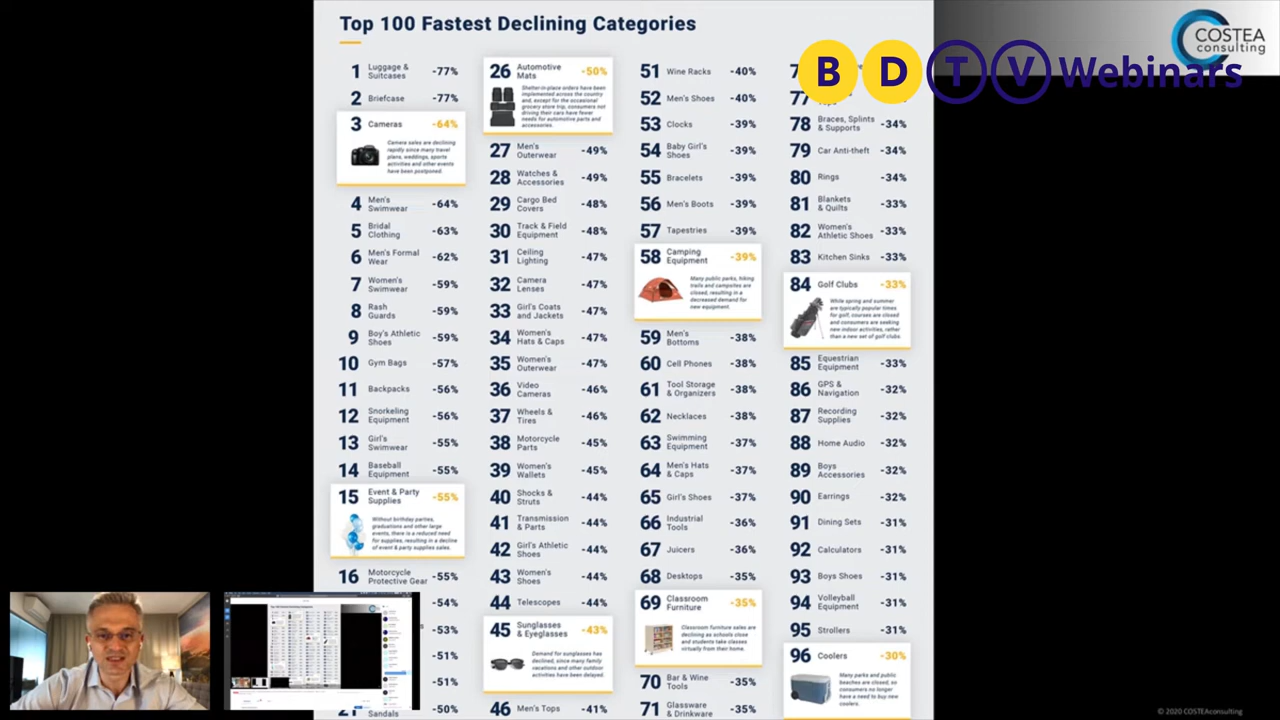 Top 100 Fastest Declining Categories
COSTEA
consulting
B D T V Webinars
1 Luggage & Suitcases -77%
2 Briefcase -77%
3 Cameras -64%
Camera sales are declining
rapidly since many travel
plans, weddings, sports
activities and other events
have been postponed.
4 Men's Swimwear -64%
5 Bridal Clothing -63%
6 Men's Formal Wear -62%
7 Women's Swimwear -59%
8 Rash Guards -59%
9 Boy's Athletic Shoes -59%
10 Gym Bags -57%
11 Backpacks -56%
12 Snorkeling Equipment -56%
13 Girl's Swimwear -55%
14 Baseball Equipment -55%
15 Event & Party Supplies -55%
Without birthday parties,
graduations and other large
events, there is a reduced need
for supplies, resulting in a decline
of event & party supplies sales.
16 Motorcycle Protective Gear -55%
-54%
-53%
-51%
-51%
21 Sandals -50%
26 Automotive Mats -50%
Shelter-in-place orders have been
implemented across the country
and, except for the occasional
grocery store trip, consumers not
driving their cars have fewer
needs for automotive parts and
accessories.
27 Men's Outerwear -49%
28 Watches & Accessories -49%
29 Cargo Bed Covers -48%
30 Track & Field Equipment -48%
31 Ceiling Lighting -47%
32 Camera Lenses -47%
33 Girl's Coats and Jackets -47%
34 Women's Hats & Caps -47%
35 Women's Outerwear -47%
36 Video Cameras -46%
37 Wheels & Tires -46%
38 Motorcycle Parts -45%
39 Women's Wallets -45%
40 Shocks & Struts -44%
41 Transmission & Parts -44%
42 Girl's Athletic Shoes -44%
43 Women's Shoes -44%
44 Telescopes -44%
45 Sunglasses & Eyeglasses -43%
Demand for sunglasses has
declined, since many family
vacations and other outdoor
activities have been delayed.
46 Men's Tops -41%
51 Wine Racks -40%
52 Men's Shoes -40%
53 Clocks -39%
54 Baby Girl's Shoes -39%
55 Bracelets -39%
56 Men's Boots -39%
57 Tapestries -39%
58 Camping Equipment -39%
Many public parks, hiking
trails and campsites are
closed, resulting in a
decreased demand for
new equipment.
59 Men's Bottoms -38%
60 Cell Phones -38%
61 Tool Storage & Organizers -38%
62 Necklaces -38%
63 Swimming Equipment -37%
64 Men's Hats & Caps -37%
65 Girl's Shoes -37%
66 Industrial Tools -36%
67 Juicers -36%
68 Desktops -35%
69 Classroom Furniture -35%
Classroom furniture sales are
declining as schools close
and students take classes
virtually from their home.
70 Bar & Wine Tools -35%
71 Glassware & Drinkware -35%
77
78 Braces, Splints & Supports -34%
79 Car Anti-theft -34%
80 Rings -34%
81 Blankets & Quilts -33%
82 Women's Athletic Shoes -33%
83 Kitchen Sinks -33%
84 Golf Clubs -33%
While spring and summer
are typically popular times
for golf, courses are closed
and consumers are seeking
new indoor activities, rather
than a new set of golf clubs
85 Equestrian Equipment -33%
86 GPS & Navigation -32%
87 Recording Supplies -32%
88 Home Audio -32%
89 Boys Accessories -32%
90 Earrings -32%
91 Dining Sets -31%
92 Calculators -31%
93 Boys Shoes -31%
94 Volleyball Equipment -31%
95 Strollers -31%
96 Coolers -30%
Many parks and public
beaches are closed, so
consumers no longer
have a need to buy new
coolers.
© 2020 COSTEAconsulting